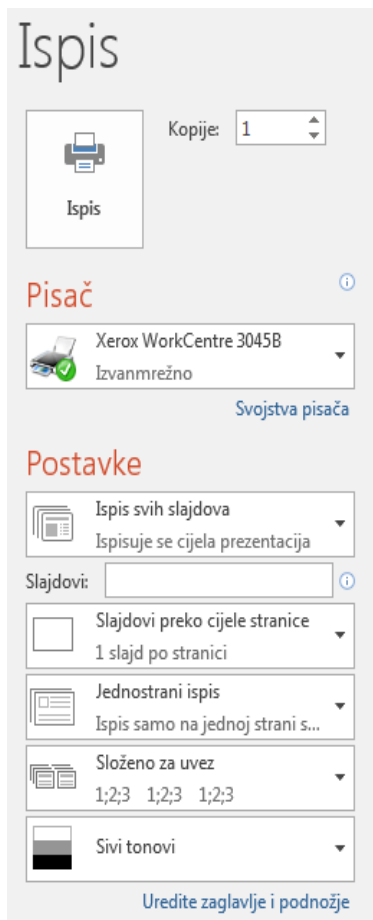 Ispis
Kopije: 1
Ispis
Pisač
Xerox WorkCentre 3045B
Izvanmrežno
Svojstva pisača
Postavke
Ispis svih slajdova
Ispisuje se cijela prezentacija
Slajdovi:
Slajdovi preko cijele stranice
1 slajd po stranici
Jednostrani ispis
Ispis samo na jednoj strani s...
Složeno za uvez
1;2;3 1;2;3 1;2;3
Sivi tonovi
Uredite zaglavlje i podnožje